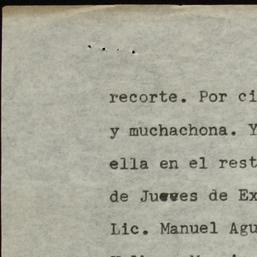 recorte. Por ci
y muchachona. Y
ella en el rest
de Jueves de Ex
Lic. Manuel Agu